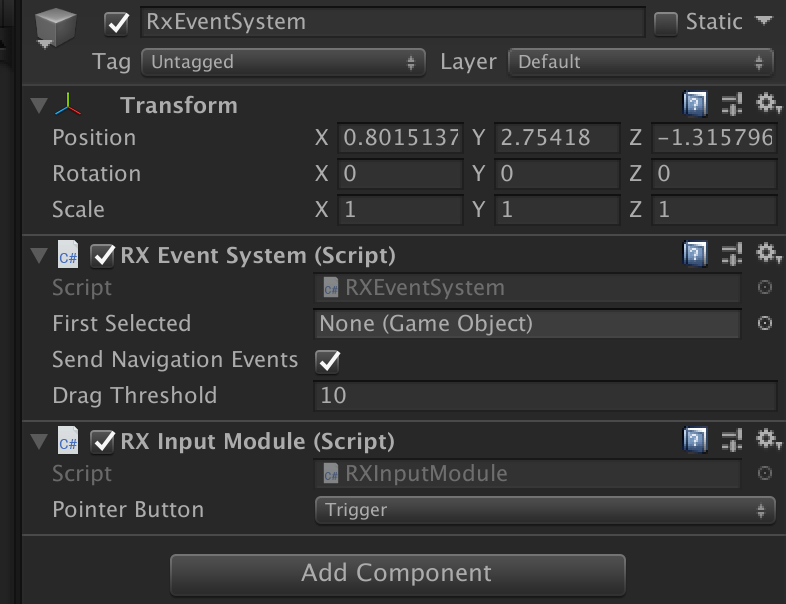 RxEventSystem Static
Tag Untagged Layer Default
Transform
Position X 0.8015137 Y 2.75418 Z -1.315796
Rotation X 0 Y 0 Z 0
Scale X 1 Y 1 Z 1
C# RX Event System (Script)
Script C# RXEventSystem
First Selected None (Game Object)
Send Navigation Events
Drag Threshold 10
C# RX Input Module (Script)
Script C# RXInputModule
Pointer Button Trigger
Add Component